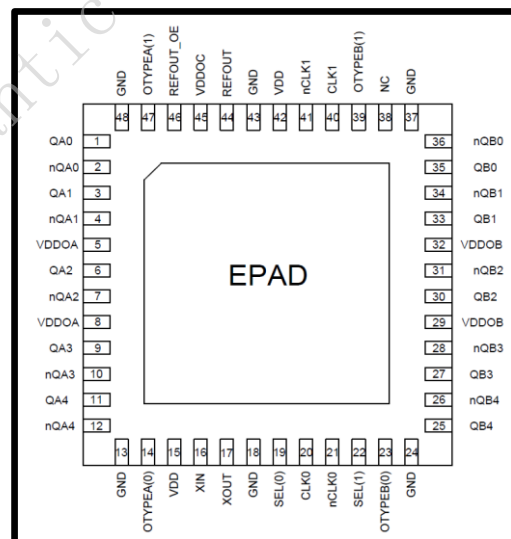 GND
OTYPEA(1)
REFOUT_OE
VDDOC
REFOUT
GND
VDD
nCLK1
CLK1
OTYPEB(1)
NC
GND
48 47 46 45 44 43 42 41 40 39 38 37
QA0 1 36 nQB0
nQA0 2 35 QB0
QA1 3 34 nQB1
nQA1 4 33 QB1
VDDOA 5 32 VDDOB
QA2 6 31 nQB2
EPAD
nQA2 7 30 QB2
VDDOA 8 29 VDDOB
QA3 9 28 nQB3
nQA3 10 27 QB3
QA4 11 26 nQB4
nQA4 12 25 QB4
13 14 15 16 17 18 19 20 21 22 23 24
GND
OTYPEA(0)
VDD
XIN
XOUT
GND
SEL(0)
CLK0
nCLK0
SEL(1)
OTYPEB(0)
GND